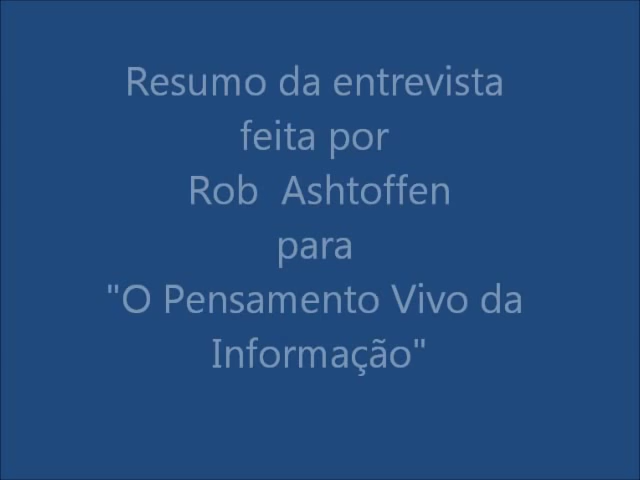 Resumo da entrevista
feita por
Rob Ashtoffen
para
"O Pensamento Vivo da
Informação"